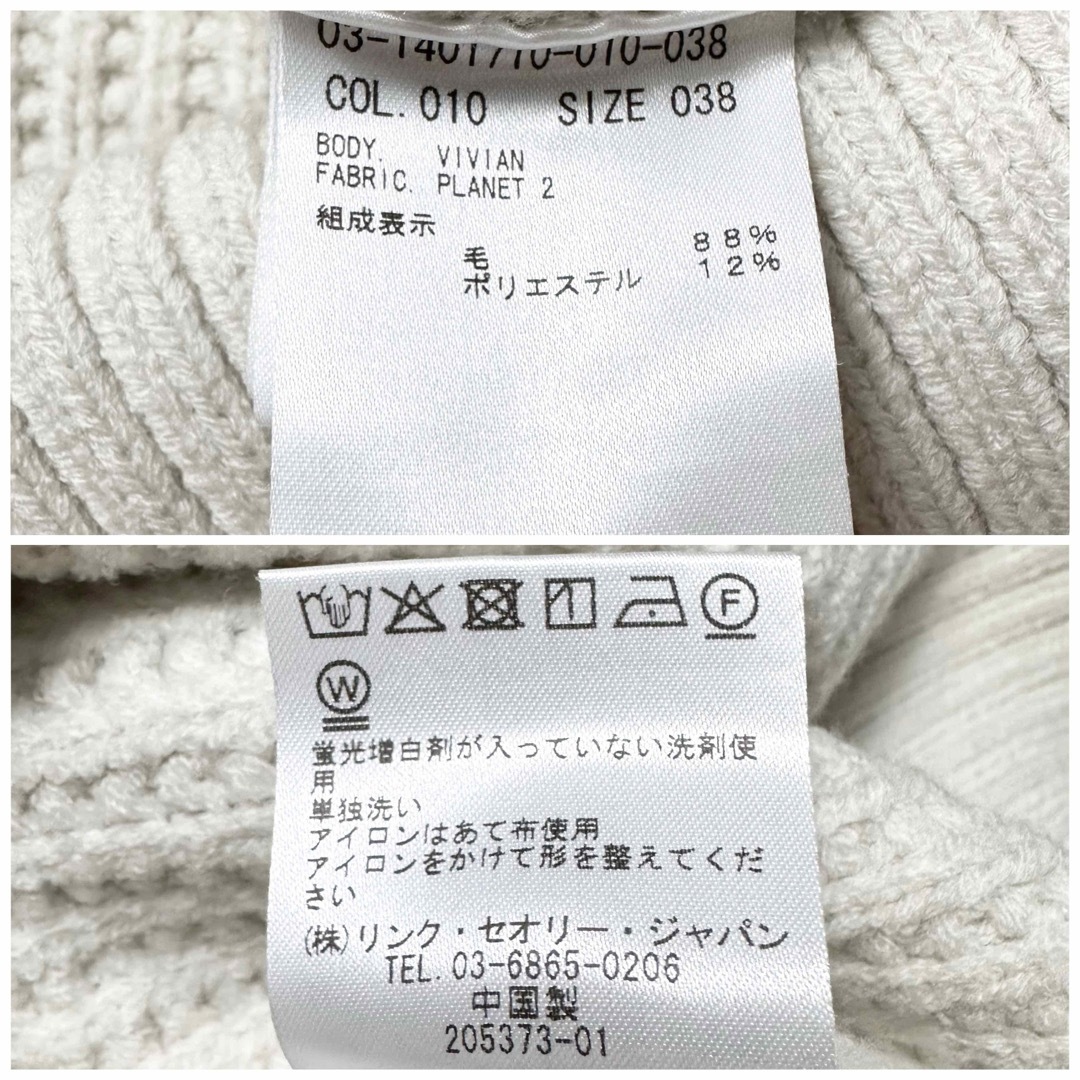 03-1401710-010-038
COL. 010 SIZE 038
BODY. VIVIAN
FABRIC. PLANET 2
組成表示
毛 88%
ポリエステル 12%
F
W
蛍光増白剤が入っていない洗剤使
用
単独洗い
アイロンはあて布使用
アイロンをかけて形を整えてくだ
さい
(株)リンク・セオリー・ジャパン
TEL. 03-6865-0206
中国製
205373-01